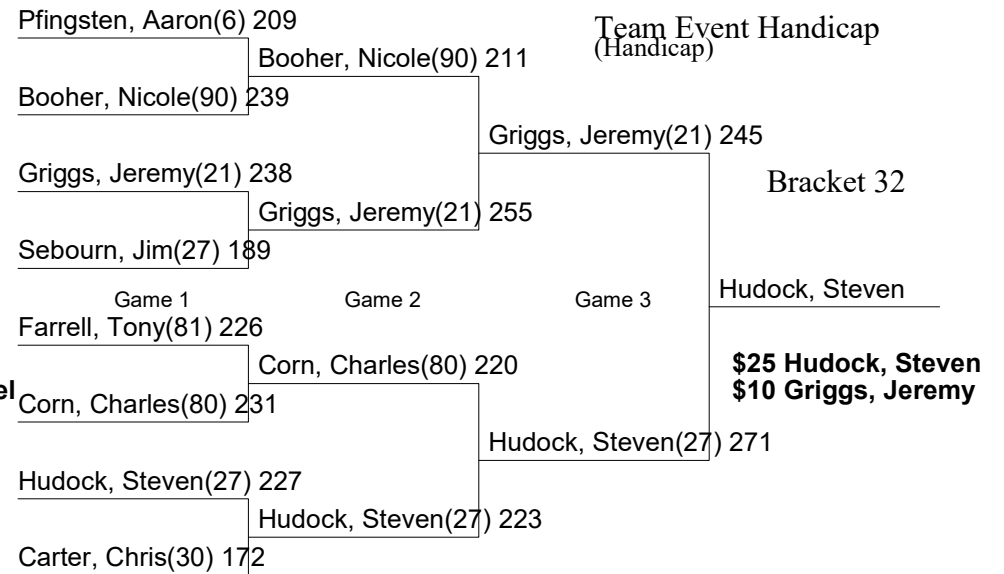 Pfingsten, Aaron(6) 209
Team Event Handicap
(Handicap)
Booher, Nicole(90) 211
Booher, Nicole(90) 239
Griggs, Jeremy(21) 245
Griggs, Jeremy(21) 238
Bracket 32
Griggs, Jeremy(21) 255
Sebourn, Jim(27) 189
Game 1 Game 2 Game 3
Hudock, Steven
Farrell, Tony(81) 226
Corn, Charles(80) 220
$25 Hudock, Steven
$10 Griggs, Jeremy
el
Corn, Charles(80) 231
Hudock, Steven(27) 271
Hudock, Steven(27) 227
Hudock, Steven(27) 223
Carter, Chris(30) 172